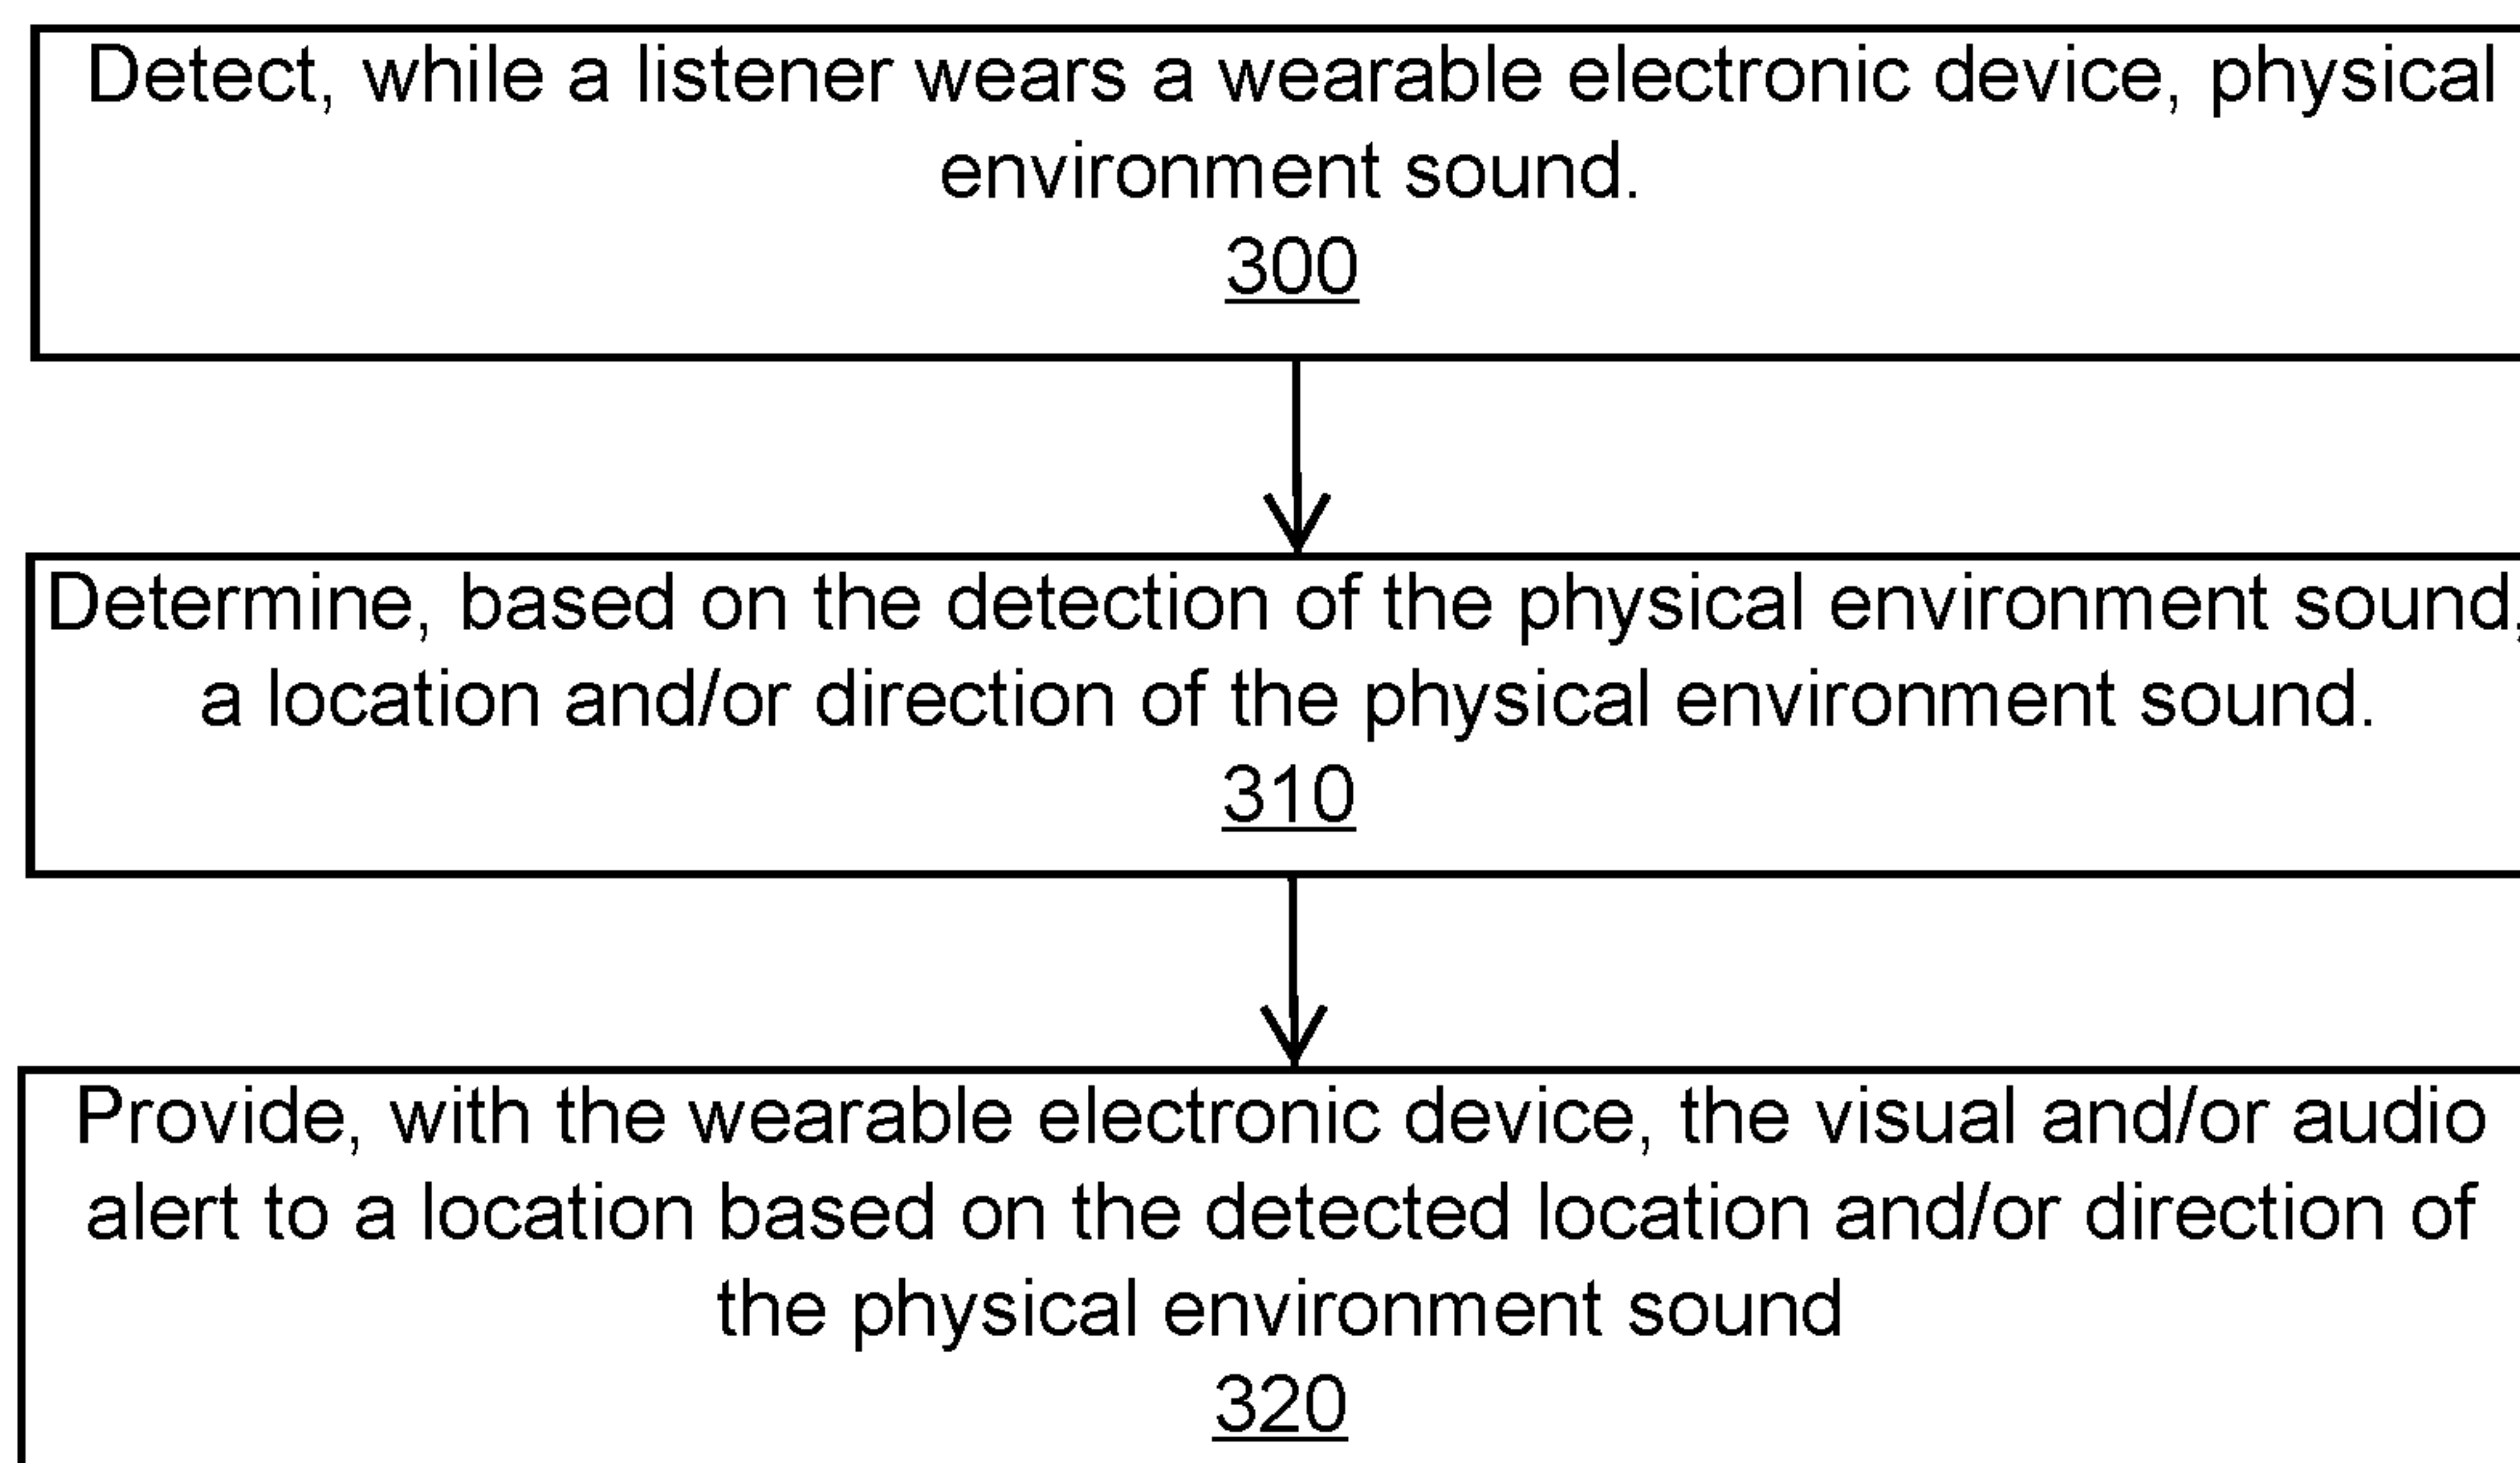 Detect, while a listener wears a wearable electronic device, physical
environment sound.
300
Determine, based on the detection of the physical environment sound,
a location and/or direction of the physical environment sound.
310
Provide, with the wearable electronic device, the visual and/or audio
alert to a location based on the detected location and/or direction of
the physical environment sound
320